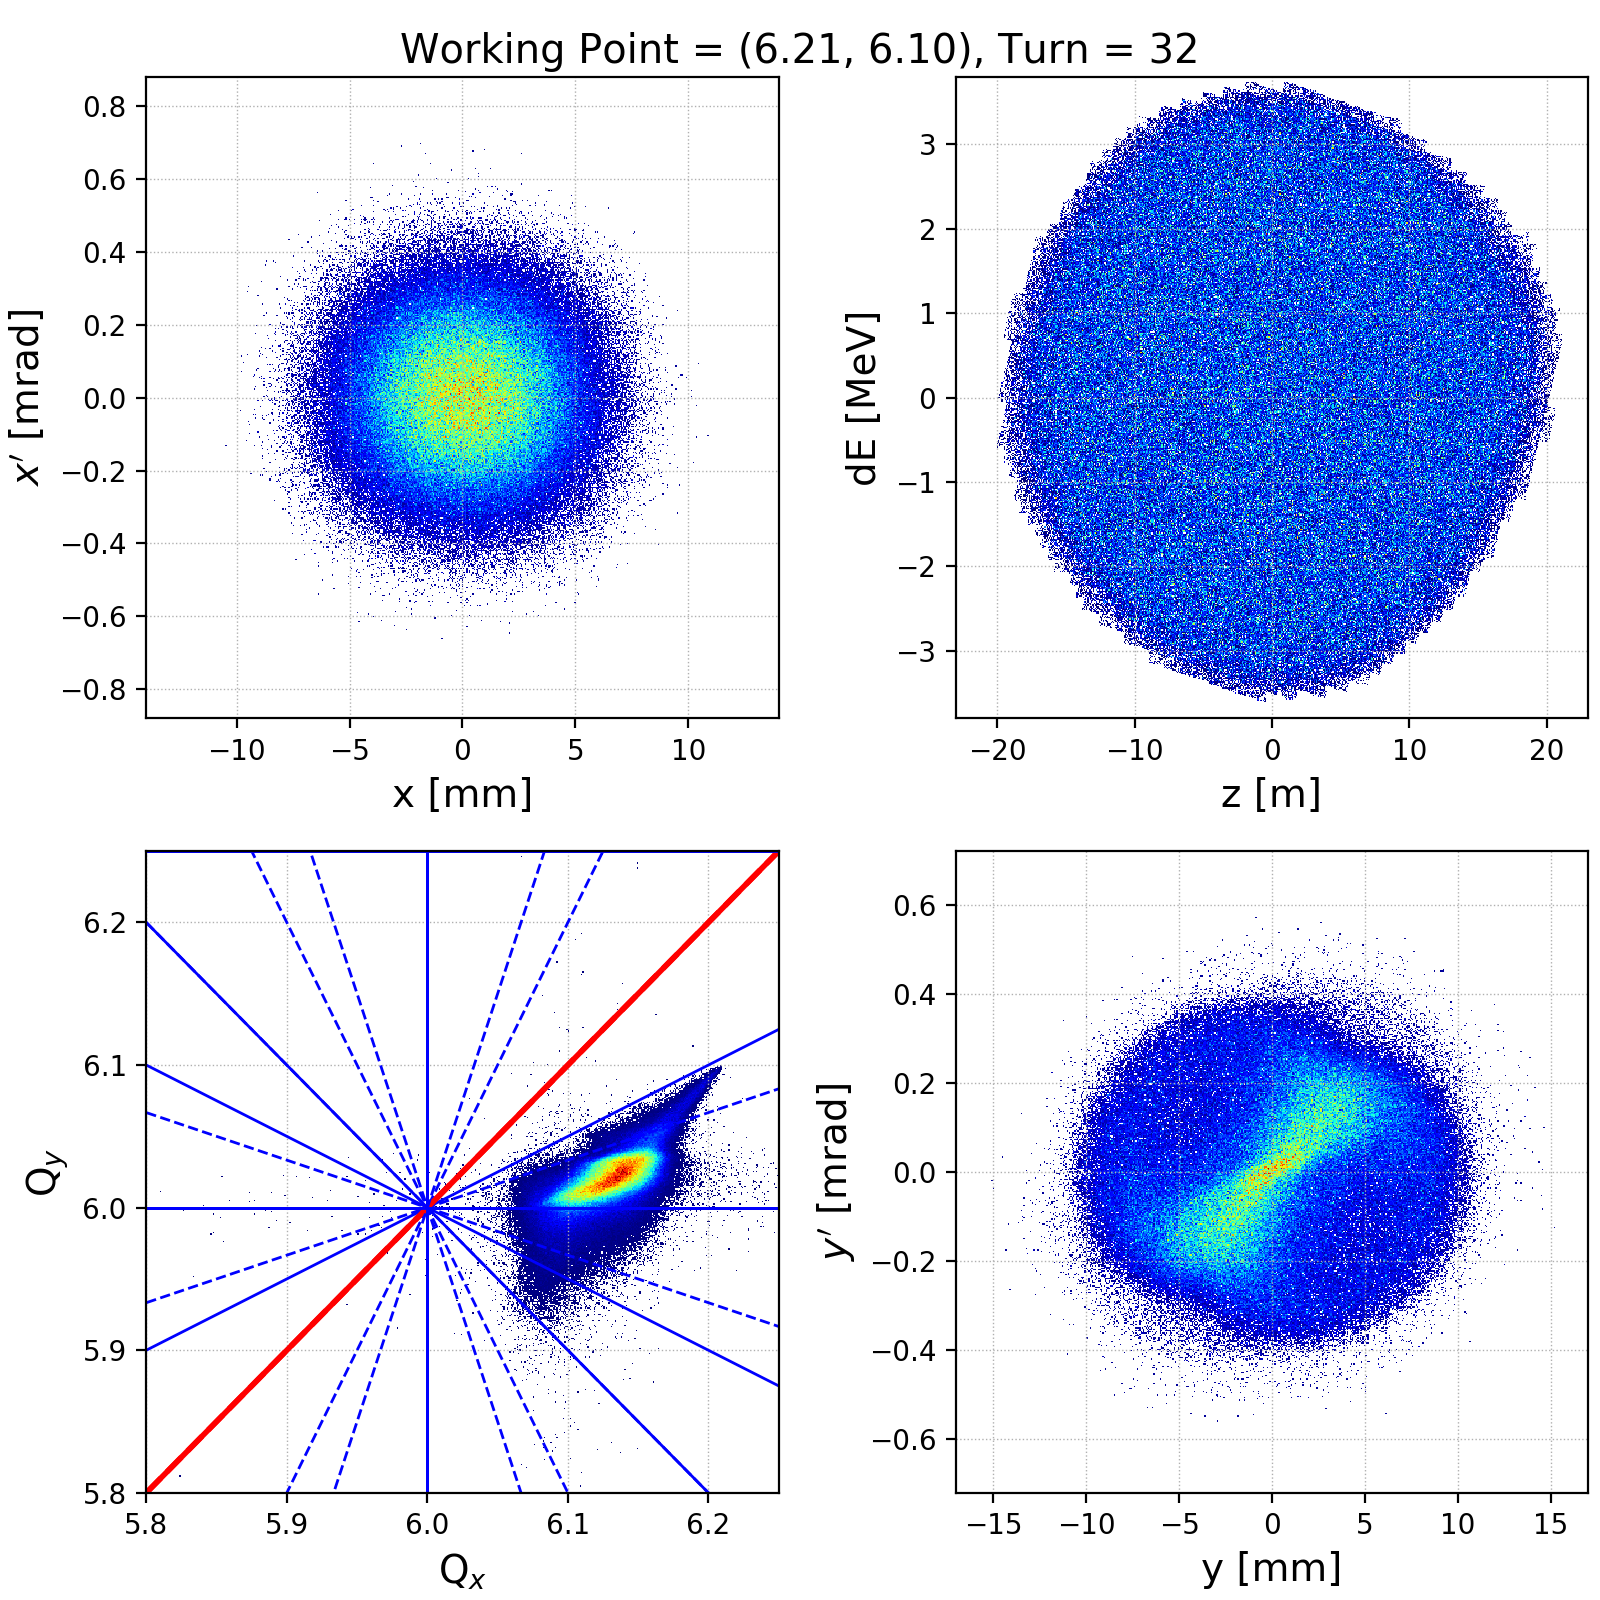 Working Point = (6.21, 6.10), Turn = 32
0.8
0.6
0.4
0.2
0.0
−0.2
−0.4
−0.6
−0.8
x′ [mrad]
−10 −5 0 5 10
x [mm]
3
2
1
0
−1
−2
−3
dE [MeV]
−20 −10 0 10 20
z [m]
6.2
6.1
6.0
5.9
5.8
Qy
5.8 5.9 6.0 6.1 6.2
Qx
0.6
0.4
0.2
0.0
−0.2
−0.4
−0.6
y′ [mrad]
−15 −10 −5 0 5 10 15
y [mm]